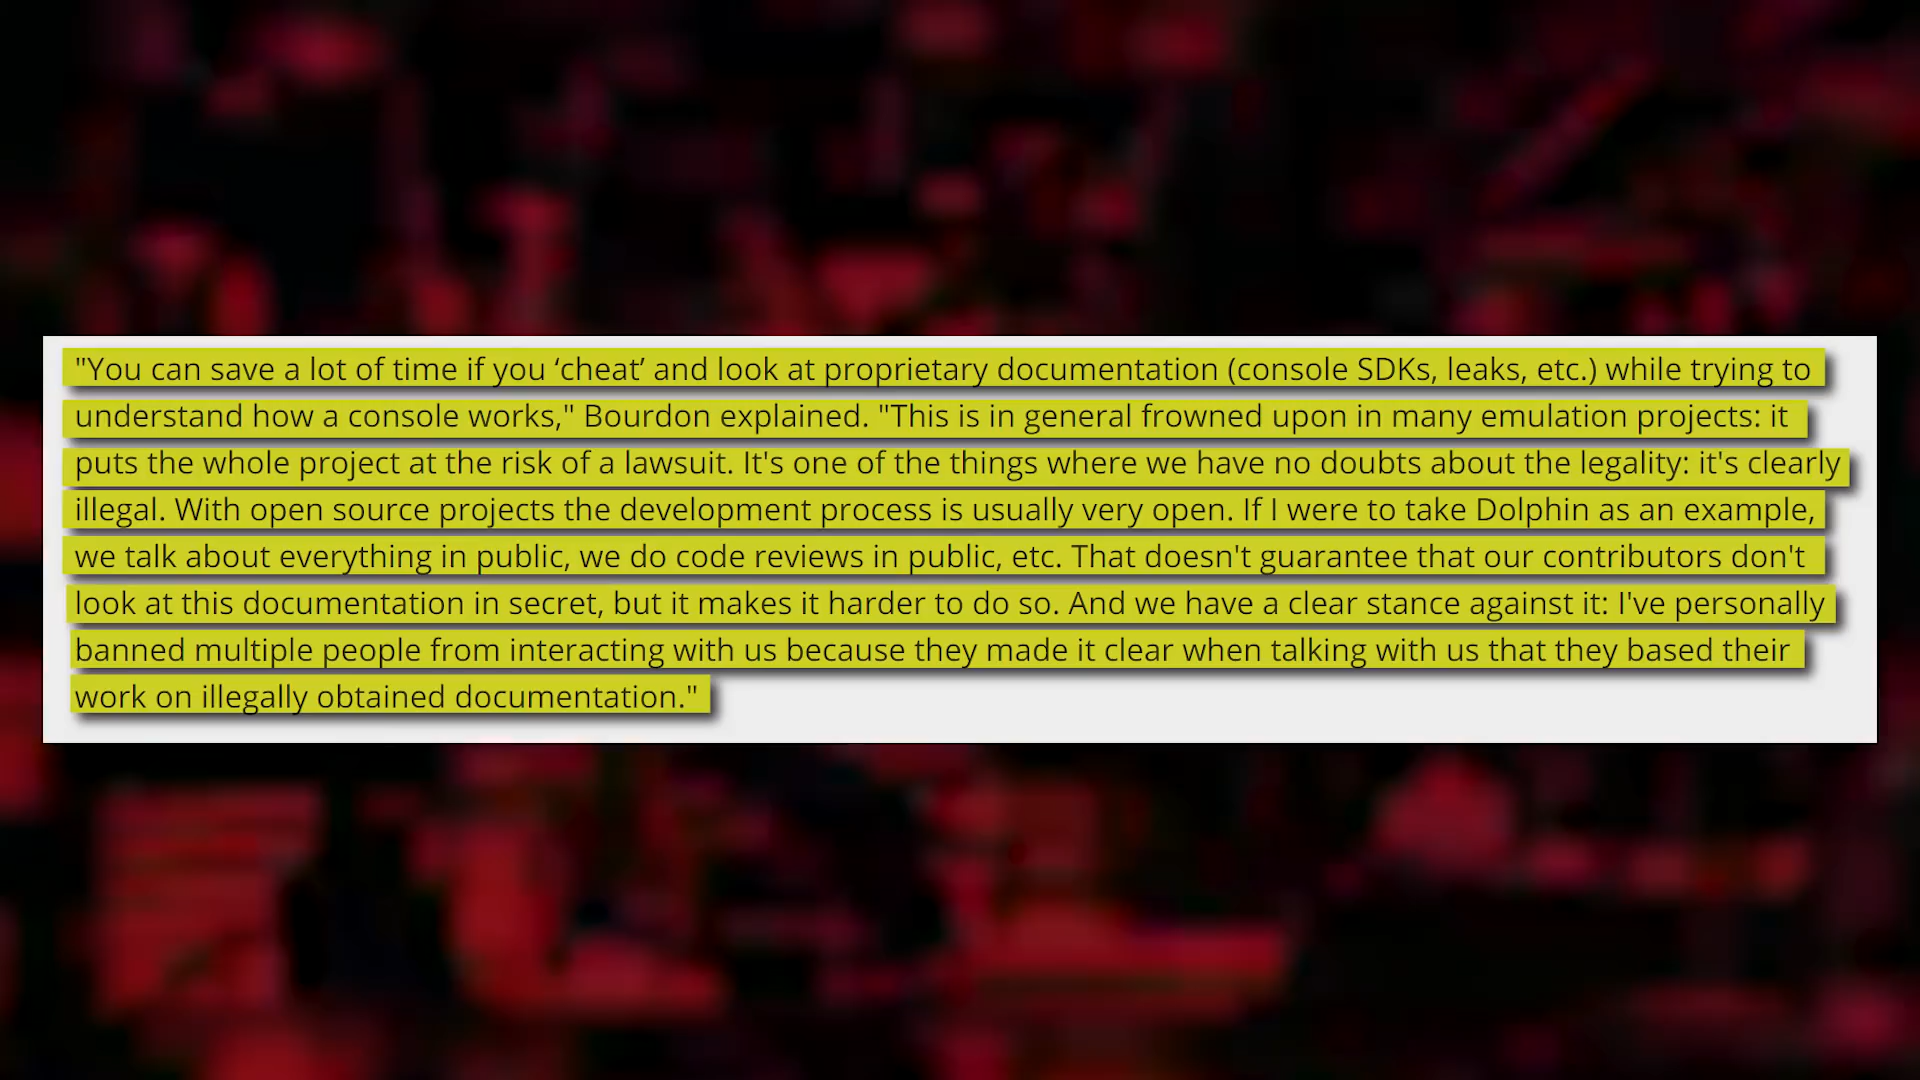 "You can save a lot of time if you ‘cheat’ and look at proprietary documentation (console SDKs, leaks, etc.) while trying to
understand how a console works," Bourdon explained. "This is in general frowned upon in many emulation projects: it
puts the whole project at the risk of a lawsuit. It's one of the things where we have no doubts about the legality: it's clearly
illegal. With open source projects the development process is usually very open. If I were to take Dolphin as an example,
we talk about everything in public, we do code reviews in public, etc. That doesn't guarantee that our contributors don't
look at this documentation in secret, but it makes it harder to do so. And we have a clear stance against it: I've personally
banned multiple people from interacting with us because they made it clear when talking with us that they based their
work on illegally obtained documentation."